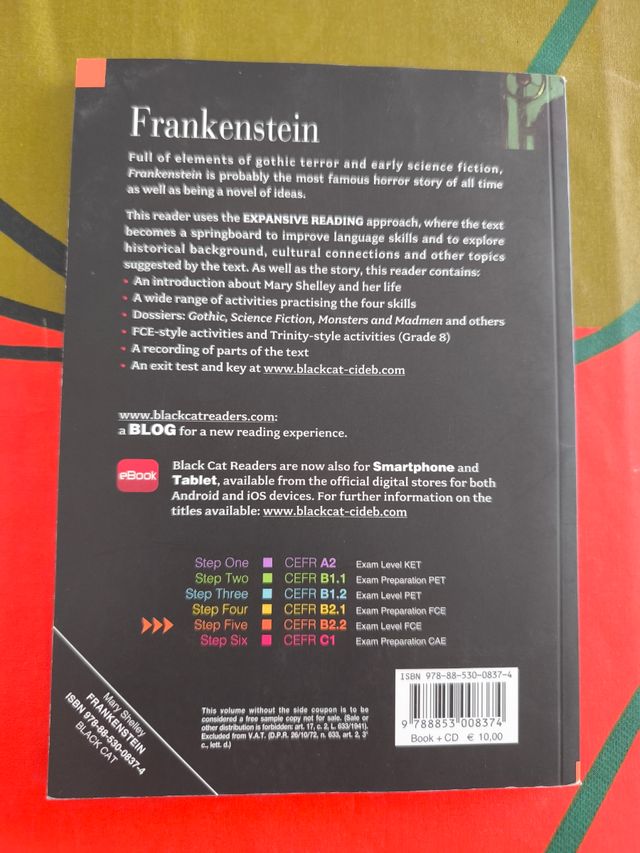 Frankenstein
Full of elements of gothic terror and early science fiction,
Frankenstein is probably the most famous horror story of all time
as well as being a novel of ideas.
This reader uses the EXPANSIVE READING approach, where the text
becomes a springboard to improve language skills and to explore
historical background, cultural connections and other topics
suggested by the text. As well as the story, this reader contains:
• An introduction about Mary Shelley and her life
• A wide range of activities practising the four skills
• Dossiers: Gothic, Science Fiction, Monsters and Madmen and others
• FCE-style activities and Trinity-style activities (Grade 8)
• A recording of parts of the text
• An exit test and key at www.blackcat-cideb.com
www.blackcatreaders.com:
a BLOG for a new reading experience.
eBook
Black Cat Readers are now also for Smartphone and
Tablet, available from the official digital stores for both
Android and iOS devices. For further information on the
titles available: www.blackcat-cideb.com
Step One CEFR A2 Exam Level KET
Step Two CEFR B1.1 Exam Preparation PET
Step Three CEFR B1.2 Exam Level PET
Step Four CEFR B2.1 Exam Preparation FCE
Step Five CEFR B2.2 Exam Level FCE
Step Six CEFR C1 Exam Preparation CAE
Mary Shelley
FRANKENSTEIN
ISBN 978-88-530-0837-4
BLACK CAT
This volume without the side coupon is to be
considered a free sample copy not for sale. (Sale or
other distribution is forbidden: art. 17, c. 2, L. 633/1941).
Excluded from V.A.T. (D.P.R. 26/10/72, n. 633, art. 2, 3°
c., lett. d.)
ISBN 978-88-530-0837-4
9 788853 008374
Book + CD € 10,00